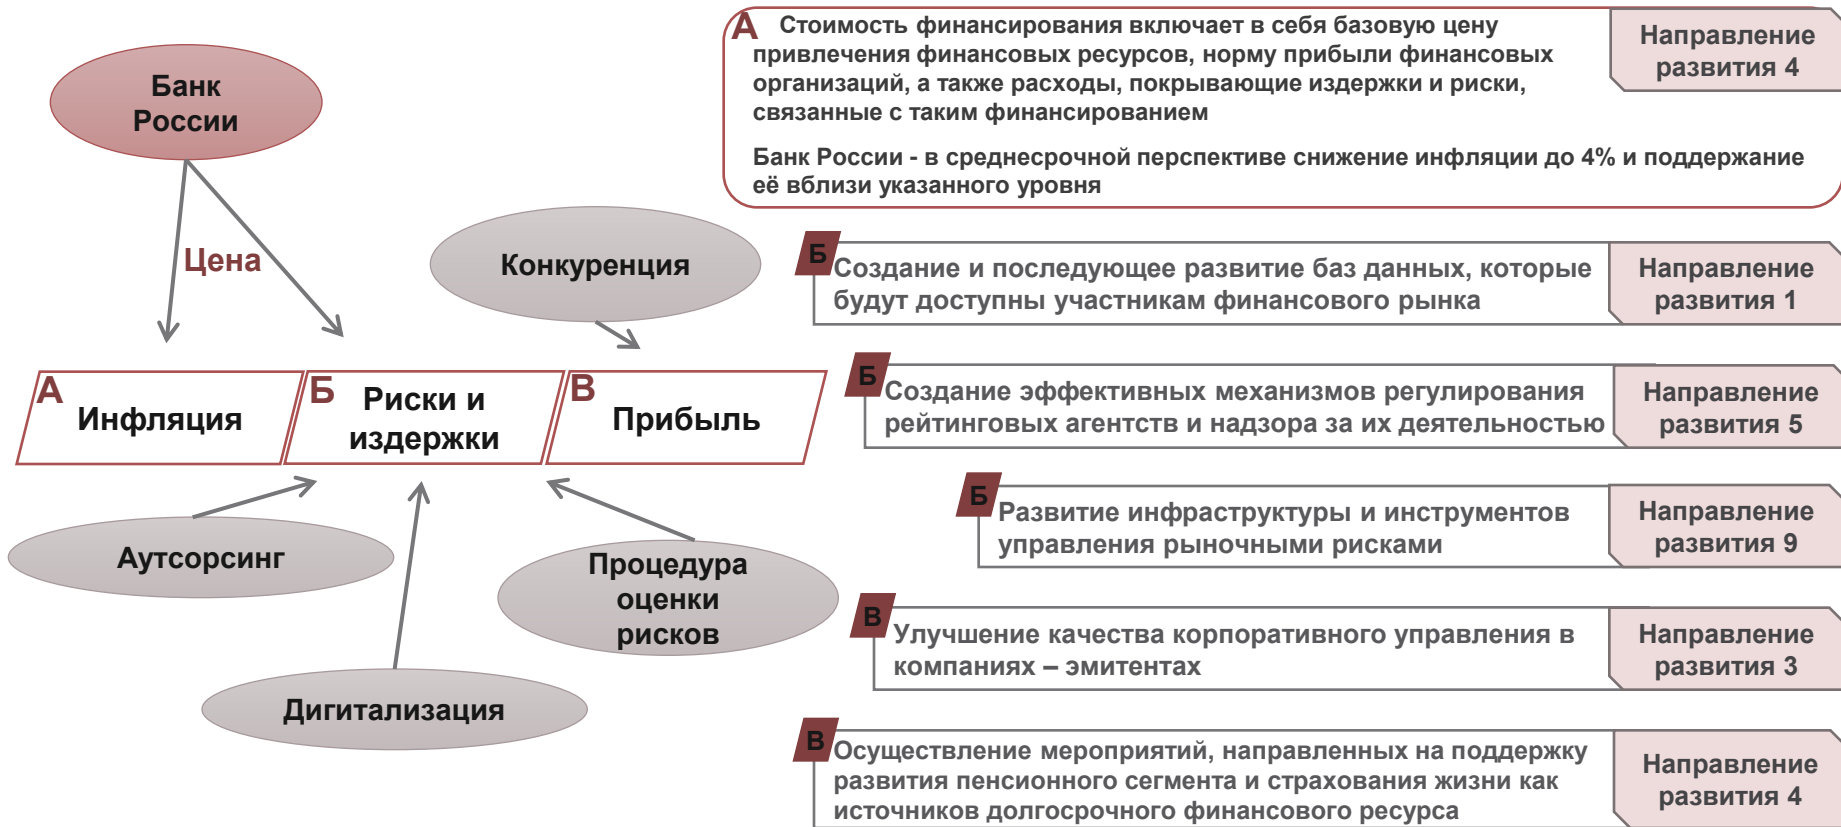 Банк
России
Цена
Конкуренция
А
Инфляция
Б
Риски и
издержки
В
Прибыль
Аутсорсинг
Процедура
оценки
рисков
Дигитализация
А
Стоимость финансирования включает в себя базовую цену
привлечения финансовых ресурсов, норму прибыли финансовых
организаций, а также расходы, покрывающие издержки и риски,
связанные с таким финансированием
Банк России - в среднесрочной перспективе снижение инфляции до 4% и поддержание
её вблизи указанного уровня
Направление
развития 4
Б
Создание и последующее развитие баз данных, которые
будут доступны участникам финансового рынка
Направление
развития 1
Б
Создание эффективных механизмов регулирования
рейтинговых агентств и надзора за их деятельностью
Направление
развития 5
Б
Развитие инфраструктуры и инструментов
управления рыночными рисками
Направление
развития 9
В
Улучшение качества корпоративного управления в
компаниях – эмитентах
Направление
развития 3
В
Осуществление мероприятий, направленных на поддержку
развития пенсионного сегмента и страхования жизни как
источников долгосрочного финансового ресурса
Направление
развития 4